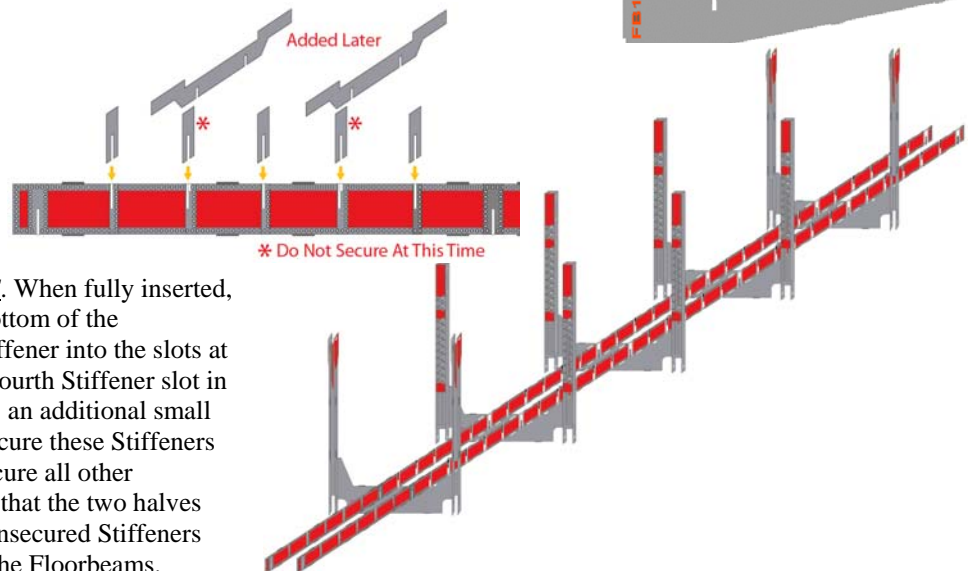 FB1
Added Later
*
*
* Do Not Secure At This Time
. When fully inserted,
ottom of the
ffener into the slots at
ourth Stiffener slot in
an additional small
cure these Stiffeners
cure all other
that the two halves
nsecured Stiffeners
he Floorbeams.